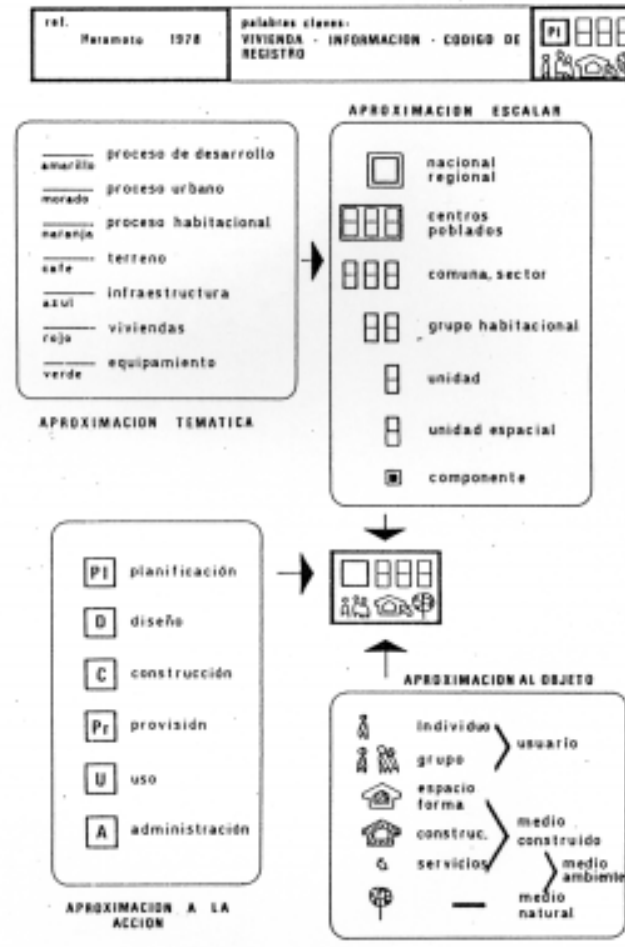 ref.
Haramoto 1978
palabras claves:
VIVIENDA - INFORMACION - CODIGO DE
REGISTRO
PI
APROXIMACION ESCALAR
amarillo proceso de desarrollo
morado proceso urbano
naranja proceso habitacional
cafe terreno
azul infraestructura
rojo viviendas
verde equipamiento
APROXIMACION TEMATICA
nacional
regional
centros
poblados
comuna, sector
grupo habitacional
unidad
unidad espacial
componente
Pl planificación
D diseño
C construcción
Pr provisión
U uso
A administración
APROXIMACION A LA
ACCION
APROXIMACION AL OBJETO
Individuo
grupo
usuario
espacio
forma
construc.
servicios
medio
construido
medio
ambiente
medio
natural